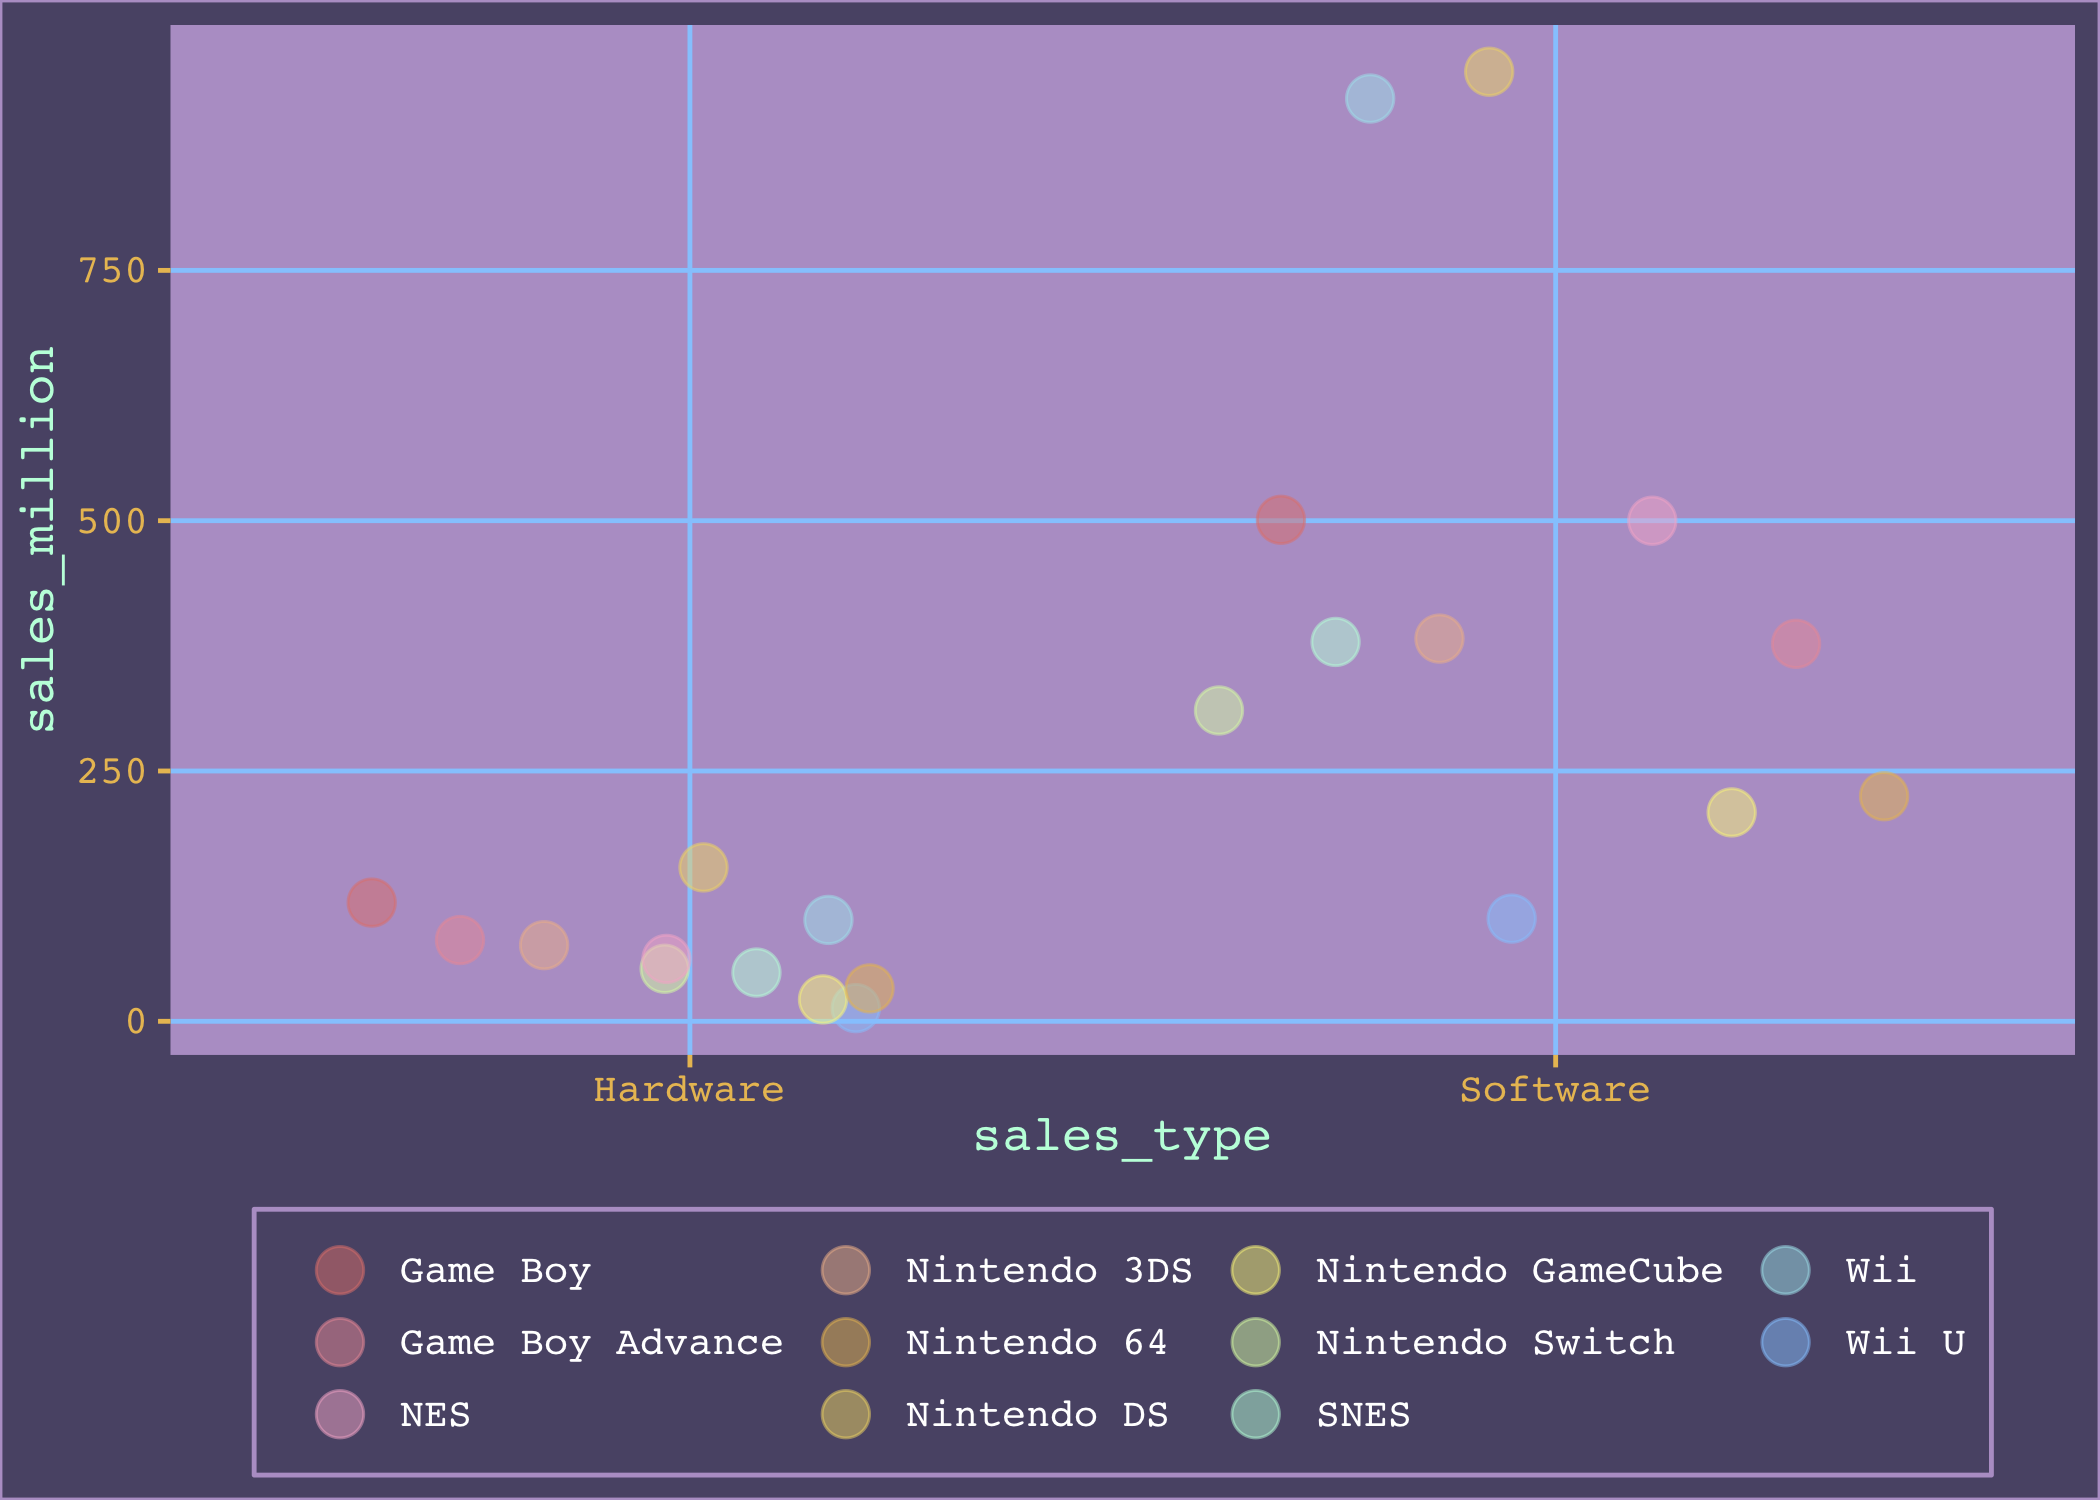 750
500
250
0
sales_million
Hardware
Software
sales_type
Game Boy
Nintendo 3DS
Nintendo GameCube
Wii
Game Boy Advance
Nintendo 64
Nintendo Switch
Wii U
NES
Nintendo DS
SNES